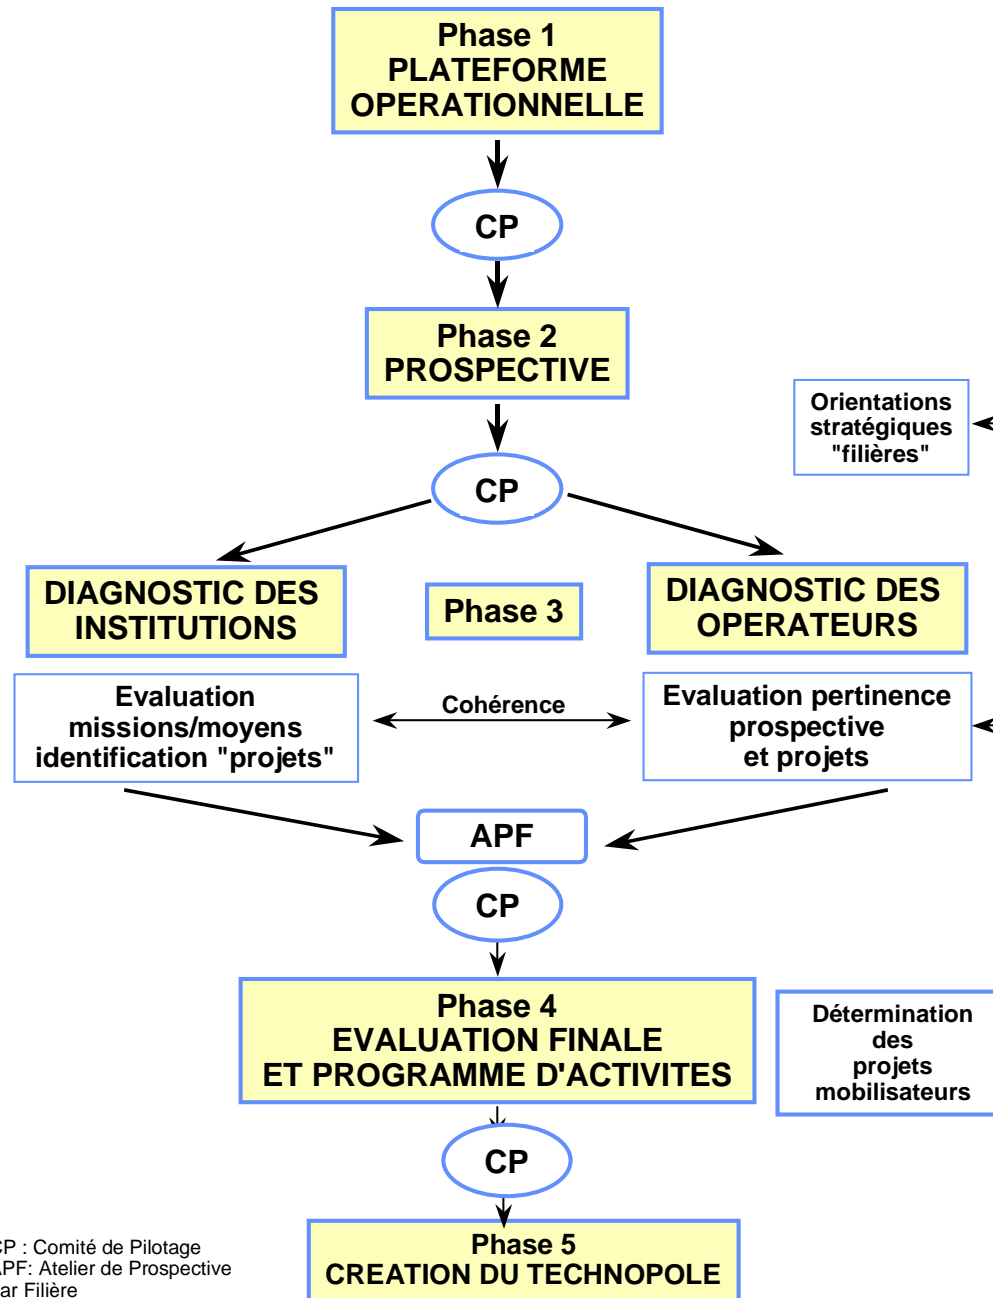 Phase 1
PLATEFORME
OPERATIONNELLE
CP
Phase 2
PROSPECTIVE
Orientations
stratégiques
"filières"
CP
DIAGNOSTIC DES
INSTITUTIONS
Phase 3
DIAGNOSTIC DES
OPERATEURS
Evaluation
missions/moyens
identification "projets"
Cohérence
Evaluation pertinence
prospective
et projets
APF
CP
Phase 4
EVALUATION FINALE
ET PROGRAMME D'ACTIVITES
Détermination
des
projets
mobilisateurs
CP
Phase 5
CREATION DU TECHNOPOLE
CP : Comité de Pilotage
APF: Atelier de Prospective
par Filière